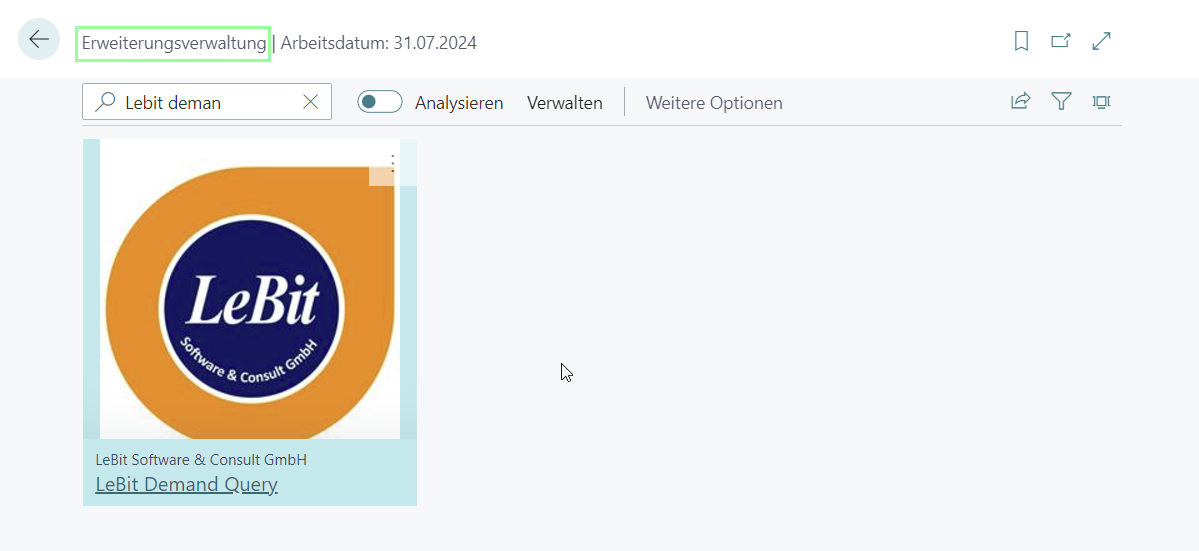 Erweiterungsverwaltung | Arbeitsdatum: 31.07.2024
Lebit deman
Analysieren Verwalten Weitere Optionen
LeBit
Software & Consult GmbH
LeBit Software & Consult GmbH
LeBit Demand Query